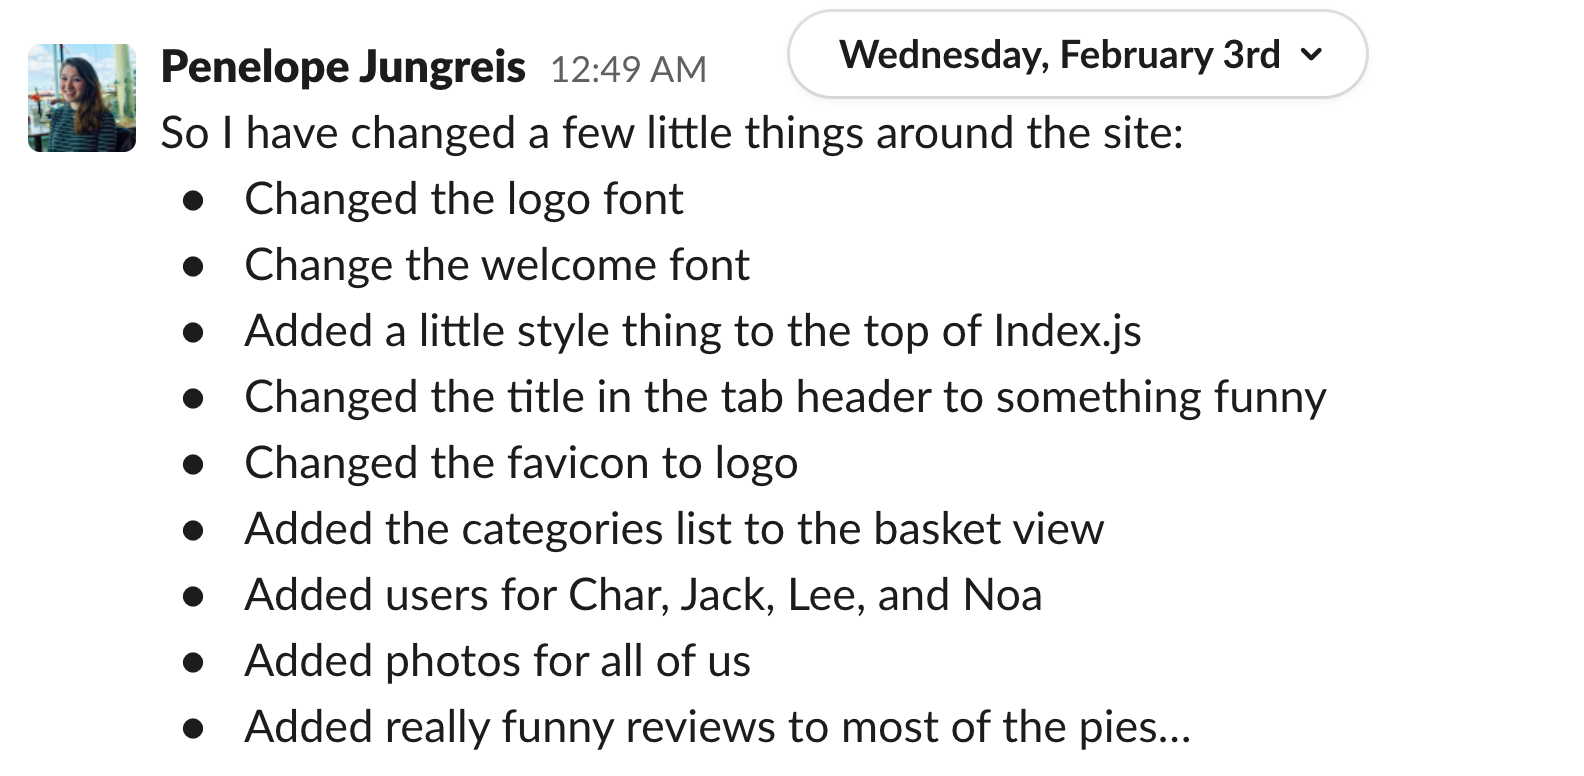 Penelope Jungreis 12:49 AM
Wednesday, February 3rd
So I have changed a few little things around the site:
● Changed the logo font
● Change the welcome font
● Added a little style thing to the top of Index.js
● Changed the title in the tab header to something funny
● Changed the favicon to logo
● Added the categories list to the basket view
● Added users for Char, Jack, Lee, and Noa
● Added photos for all of us
● Added really funny reviews to most of the pies...